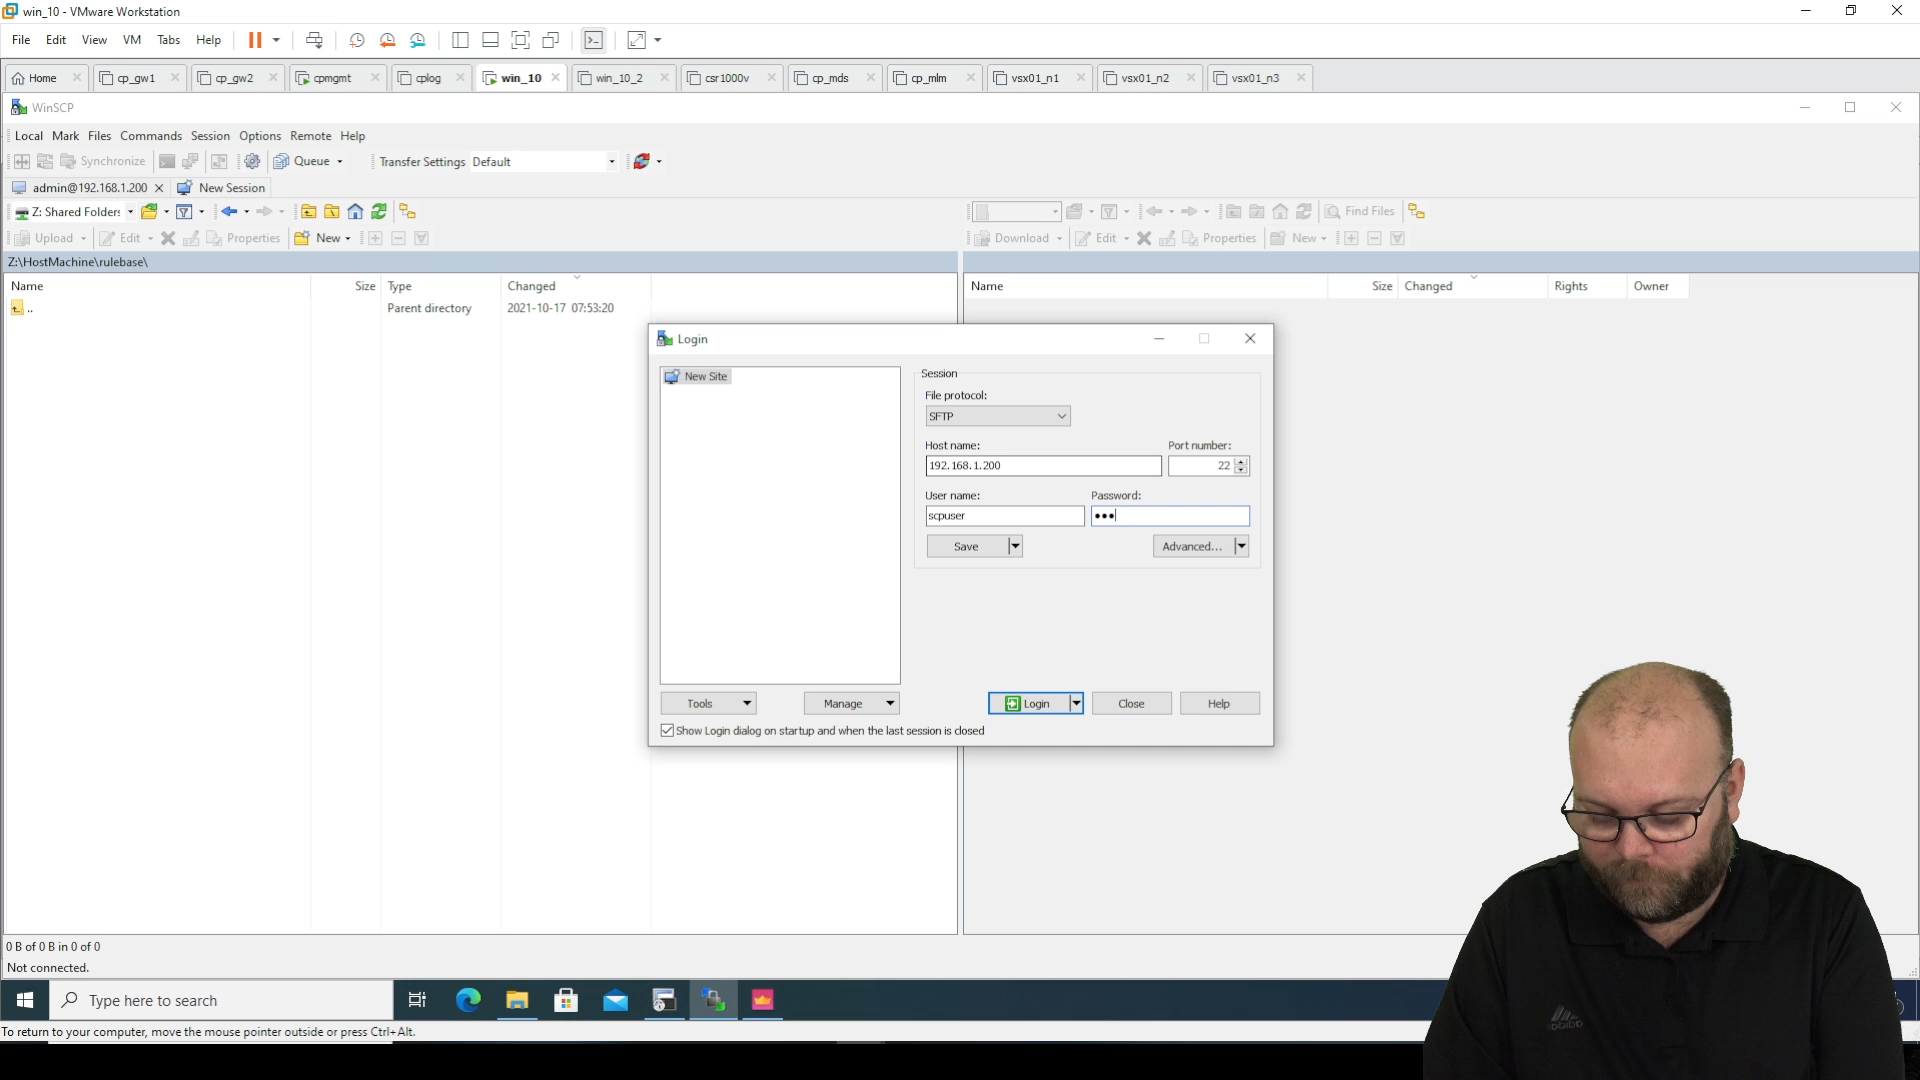 win_10 - VMware Workstation
File Edit View VM Tabs Help
Home cp_gw1 cp_gw2 cpmgmt cplog win_10 win_10_2 csr1000v cp_mds cp_mlm vsx01_n1 vsx01_n2 vsx01_n3
WinSCP
Local Mark Files Commands Session Options Remote Help
Synchronize Queue Transfer Settings Default
admin@192.168.1.200 New Session
Z: Shared Folders Find Files
Upload Edit Properties New Download Edit Properties New
Z:\HostMachine\rulebase\
Name Size Type Changed Name Size Changed Rights Owner
.. Parent directory 2021-10-17 07:53:20
Login
New Site
Session
File protocol:
SFTP
Host name: Port number:
192.168.1.200 22
User name: Password:
scpuser •••
Save Advanced...
Tools Manage Login Close Help
Show Login dialog on startup and when the last session is closed
0 B of 0 B in 0 of 0
Not connected.
Type here to search
To return to your computer, move the mouse pointer outside or press Ctrl+Alt.